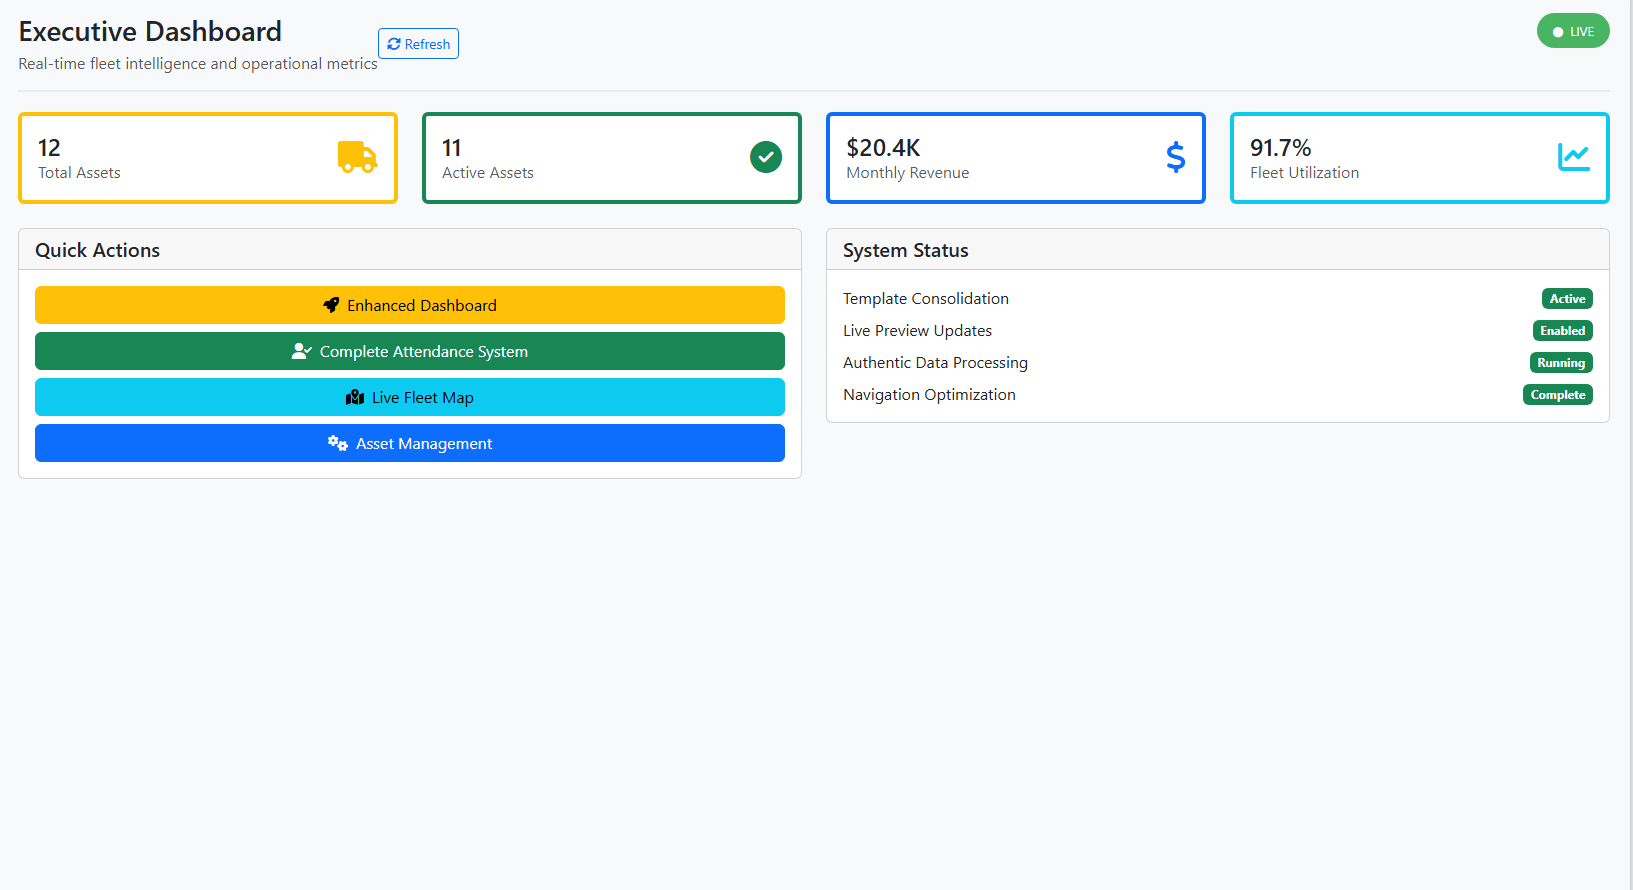 Executive Dashboard
Real-time fleet intelligence and operational metrics
Refresh
LIVE
12
Total Assets
11
Active Assets
$20.4K
Monthly Revenue
91.7%
Fleet Utilization
Quick Actions
Enhanced Dashboard
Complete Attendance System
Live Fleet Map
Asset Management
System Status
Template Consolidation Active
Live Preview Updates Enabled
Authentic Data Processing Running
Navigation Optimization Complete